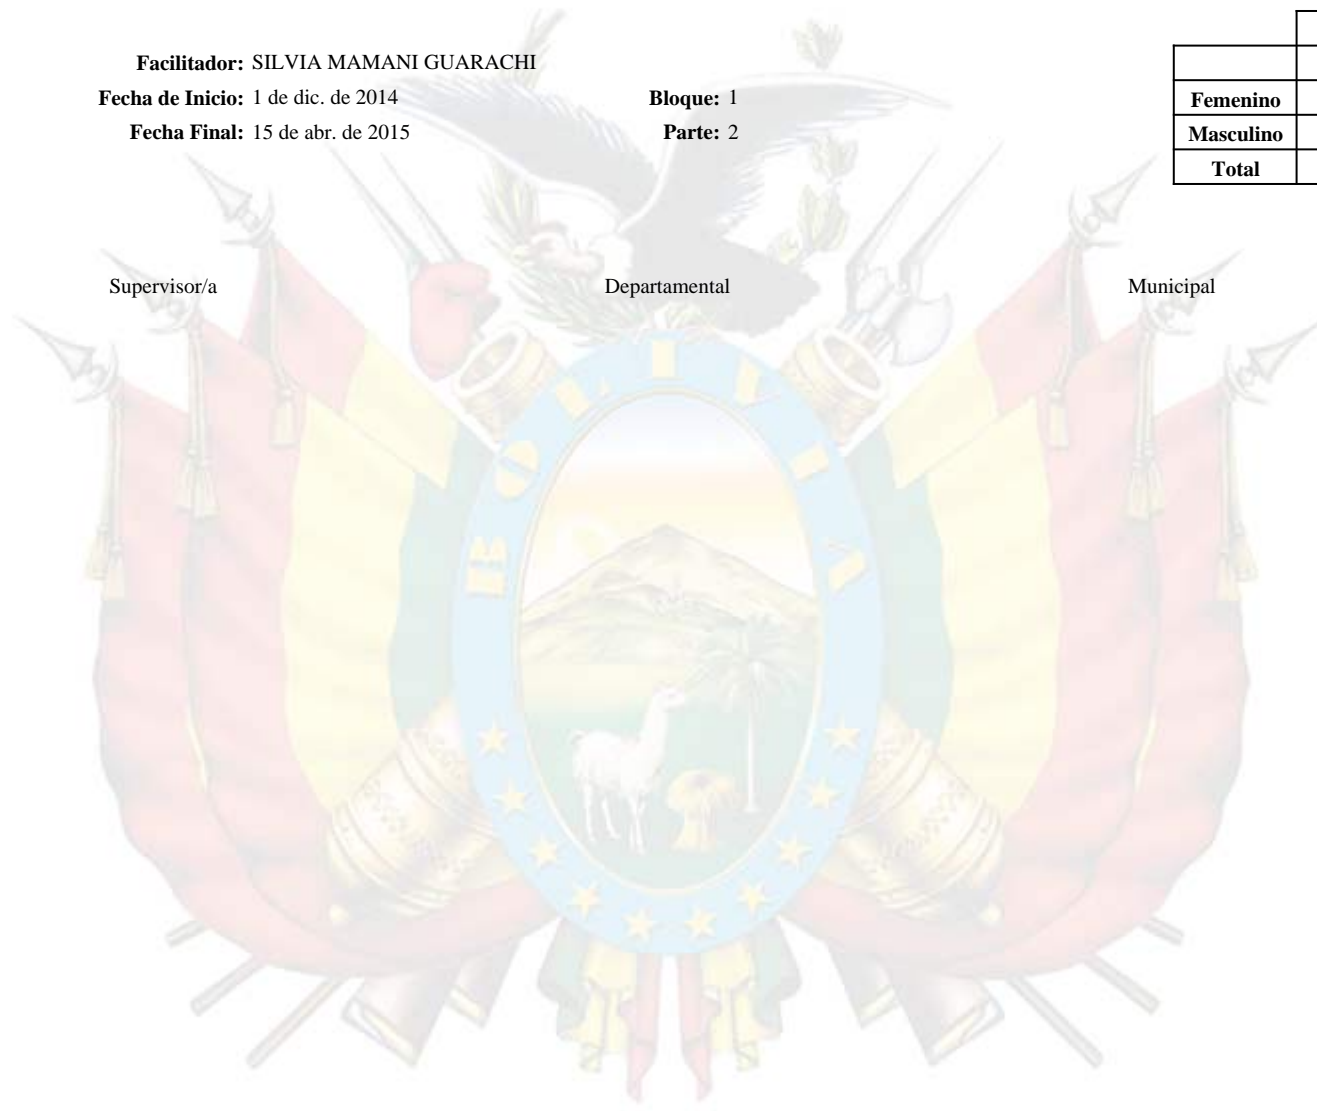 Facilitador: SILVIA MAMANI GUARACHI
Fecha de Inicio: 1 de dic. de 2014 Bloque: 1
Fecha Final: 15 de abr. de 2015 Parte: 2
Femenino
Masculino
Total
Supervisor/a Departamental Municipal
BOLIVIA